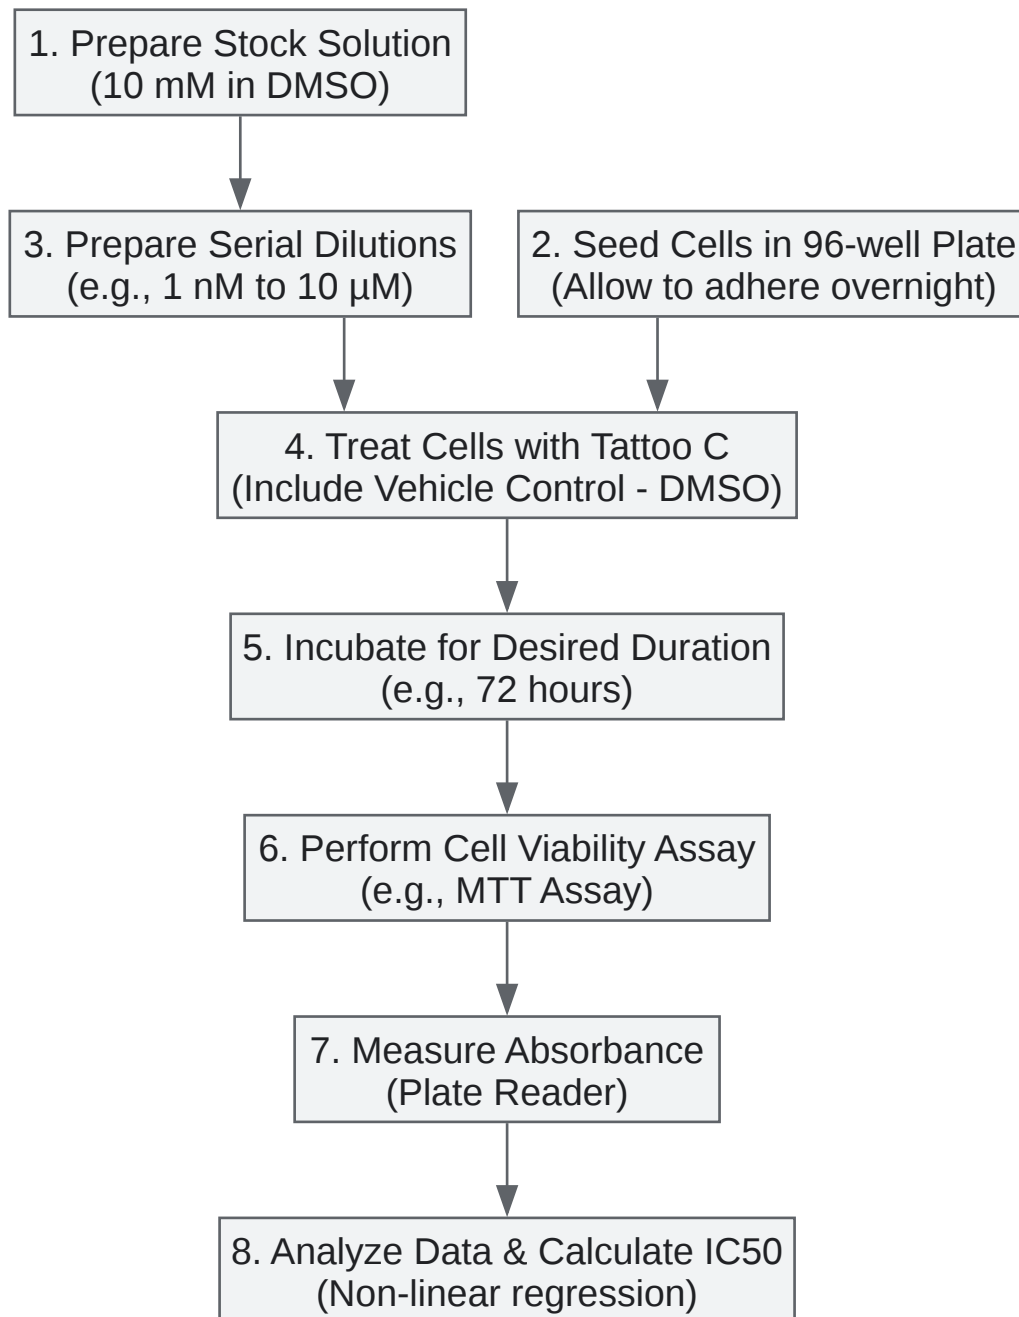 1. Prepare Stock Solution
(10 mM in DMSO)
3. Prepare Serial Dilutions
(e.g., 1 nM to 10 µM)
2. Seed Cells in 96-well Plate
(Allow to adhere overnight)
4. Treat Cells with Tattoo C
(Include Vehicle Control - DMSO)
5. Incubate for Desired Duration
(e.g., 72 hours)
6. Perform Cell Viability Assay
(e.g., MTT Assay)
7. Measure Absorbance
(Plate Reader)
8. Analyze Data & Calculate IC50
(Non-linear regression)